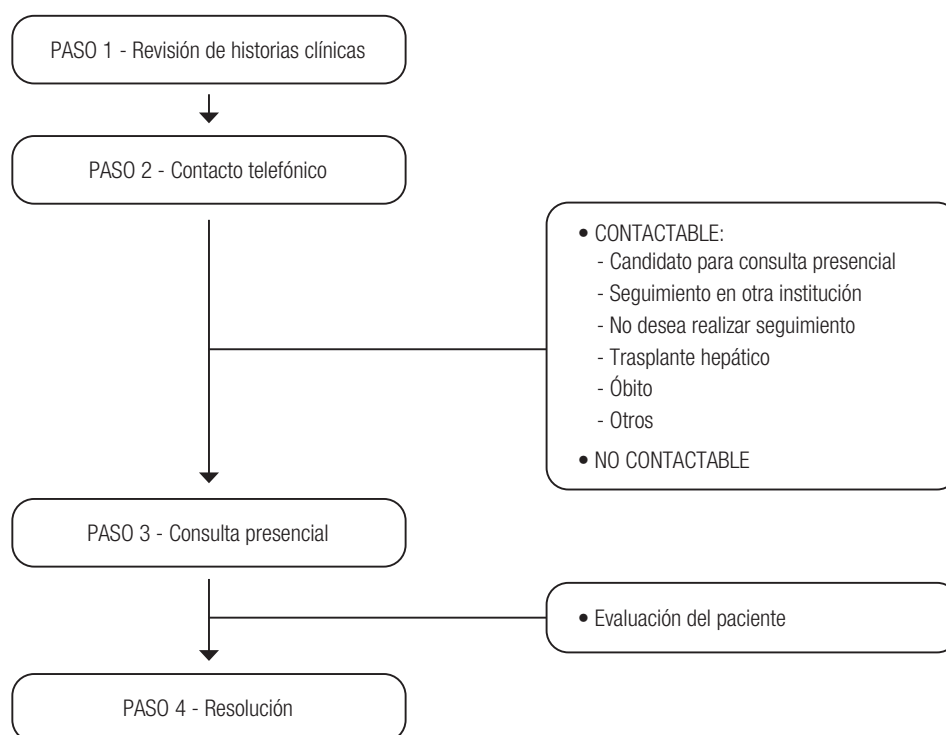 PASO 1 - Revisión de historias clínicas
PASO 2 - Contacto telefónico
• CONTACTABLE:
- Candidato para consulta presencial
- Seguimiento en otra institución
- No desea realizar seguimiento
- Trasplante hepático
- Óbito
- Otros
• NO CONTACTABLE
PASO 3 - Consulta presencial
• Evaluación del paciente
PASO 4 - Resolución